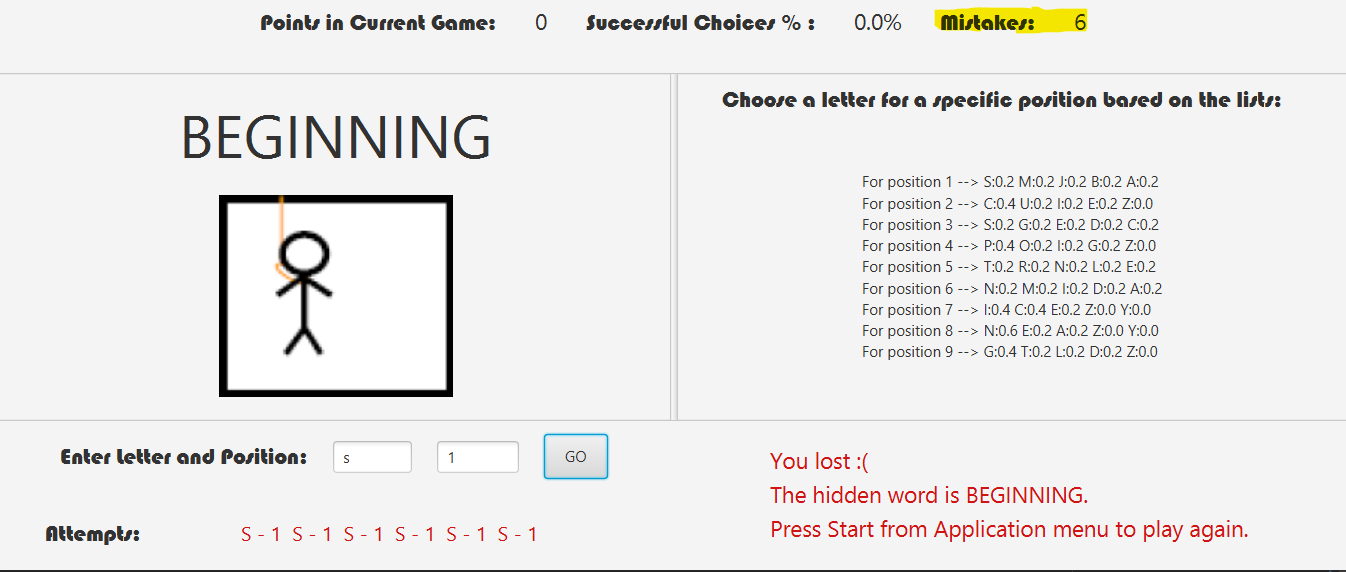 Points in Current Game: 0 Successful Choices % : 0.0% Mistakes: 6
BEGINNING
Choose a letter for a specific position based on the lists:
For position 1 --> S:0.2 M:0.2 J:0.2 B:0.2 A:0.2
For position 2 --> C:0.4 U:0.2 I:0.2 E:0.2 Z:0.0
For position 3 --> S:0.2 G:0.2 E:0.2 D:0.2 C:0.2
For position 4 --> P:0.4 O:0.2 I:0.2 G:0.2 Z:0.0
For position 5 --> T:0.2 R:0.2 N:0.2 L:0.2 E:0.2
For position 6 --> N:0.2 M:0.2 I:0.2 D:0.2 A:0.2
For position 7 --> I:0.4 C:0.4 E:0.2 Z:0.0 Y:0.0
For position 8 --> N:0.6 E:0.2 A:0.2 Z:0.0 Y:0.0
For position 9 --> G:0.4 T:0.2 L:0.2 D:0.2 Z:0.0
Enter Letter and Position: s 1 GO
Attempts: S - 1 S - 1 S - 1 S - 1 S - 1 S - 1
You lost :(
The hidden word is BEGINNING.
Press Start from Application menu to play again.